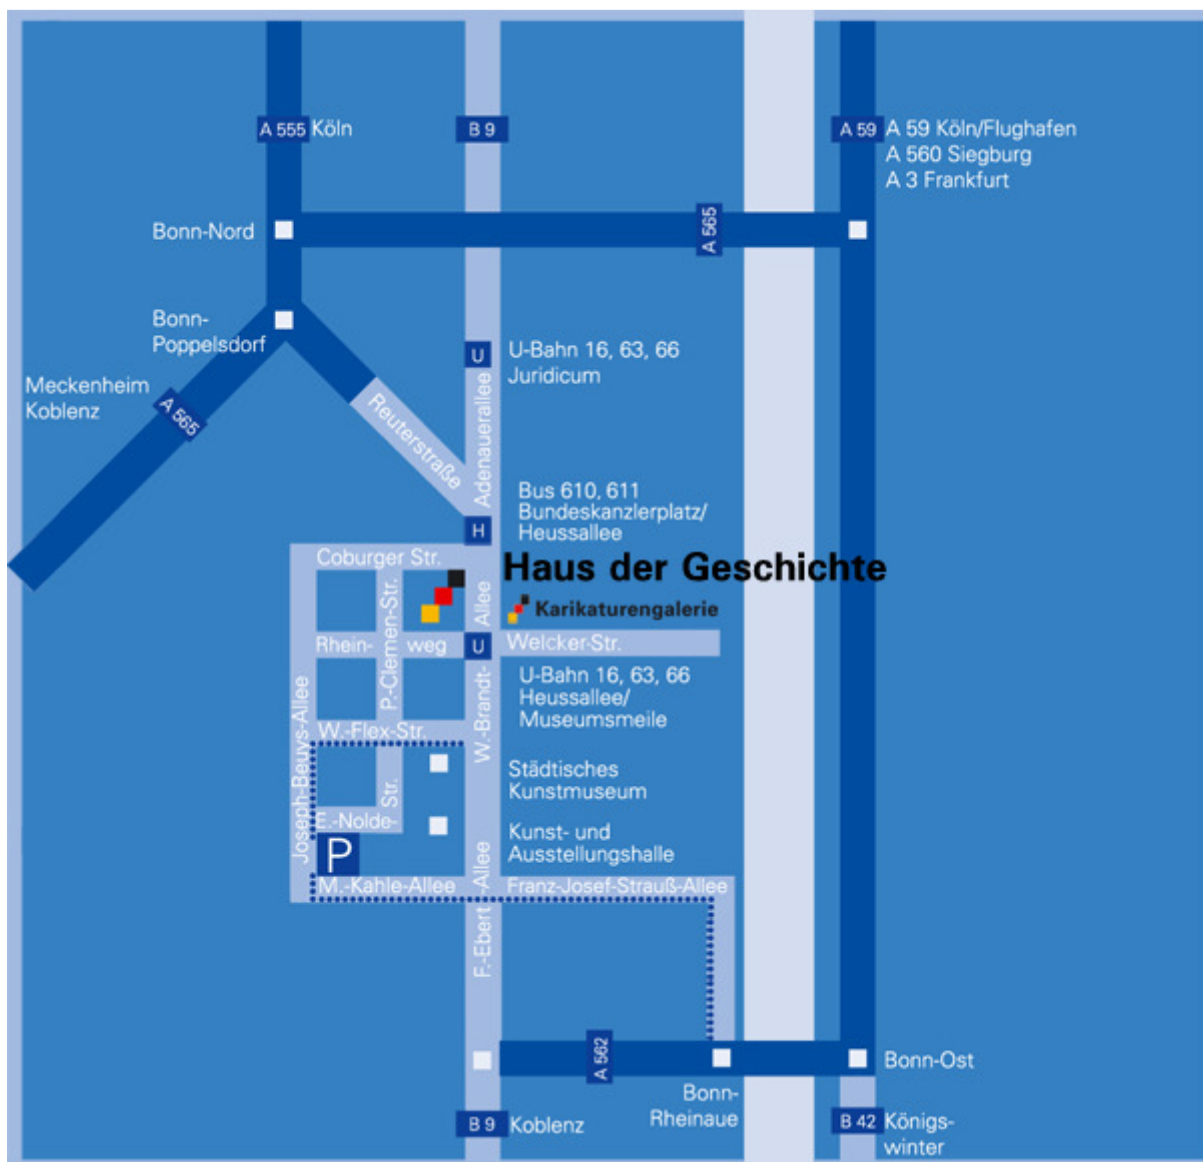 A 555 Köln
B 9
A 59
A 59 Köln/Flughafen
A 560 Siegburg
A 3 Frankfurt
Bonn-Nord
A 565
Bonn-
Poppelsdorf
U
U-Bahn 16, 63, 66
Juridicum
Meckenheim
Koblenz
A 565
Reuterstraße
Adenauerallee
Bus 610, 611
Bundeskanzlerplatz/
Heussallee
H
Coburger Str.
Haus der Geschichte
Karikaturengalerie
P.-Clemen-Str.
Rhein- weg
U
Welcker-Str.
W.-Brandt- Allee
U-Bahn 16, 63, 66
Heussallee/
Museumsmeile
Joseph-Beuys-Allee
W.-Flex-Str.
Städtisches
Kunstmuseum
E.-Nolde- Str.
Kunst- und
Ausstellungshalle
P
M.-Kahle-Allee
Franz-Josef-Strauß-Allee
F.-Ebert -Allee
A 562
Bonn-Ost
Bonn-
Rheinaue
B 9 Koblenz
B 42 Königs-
winter